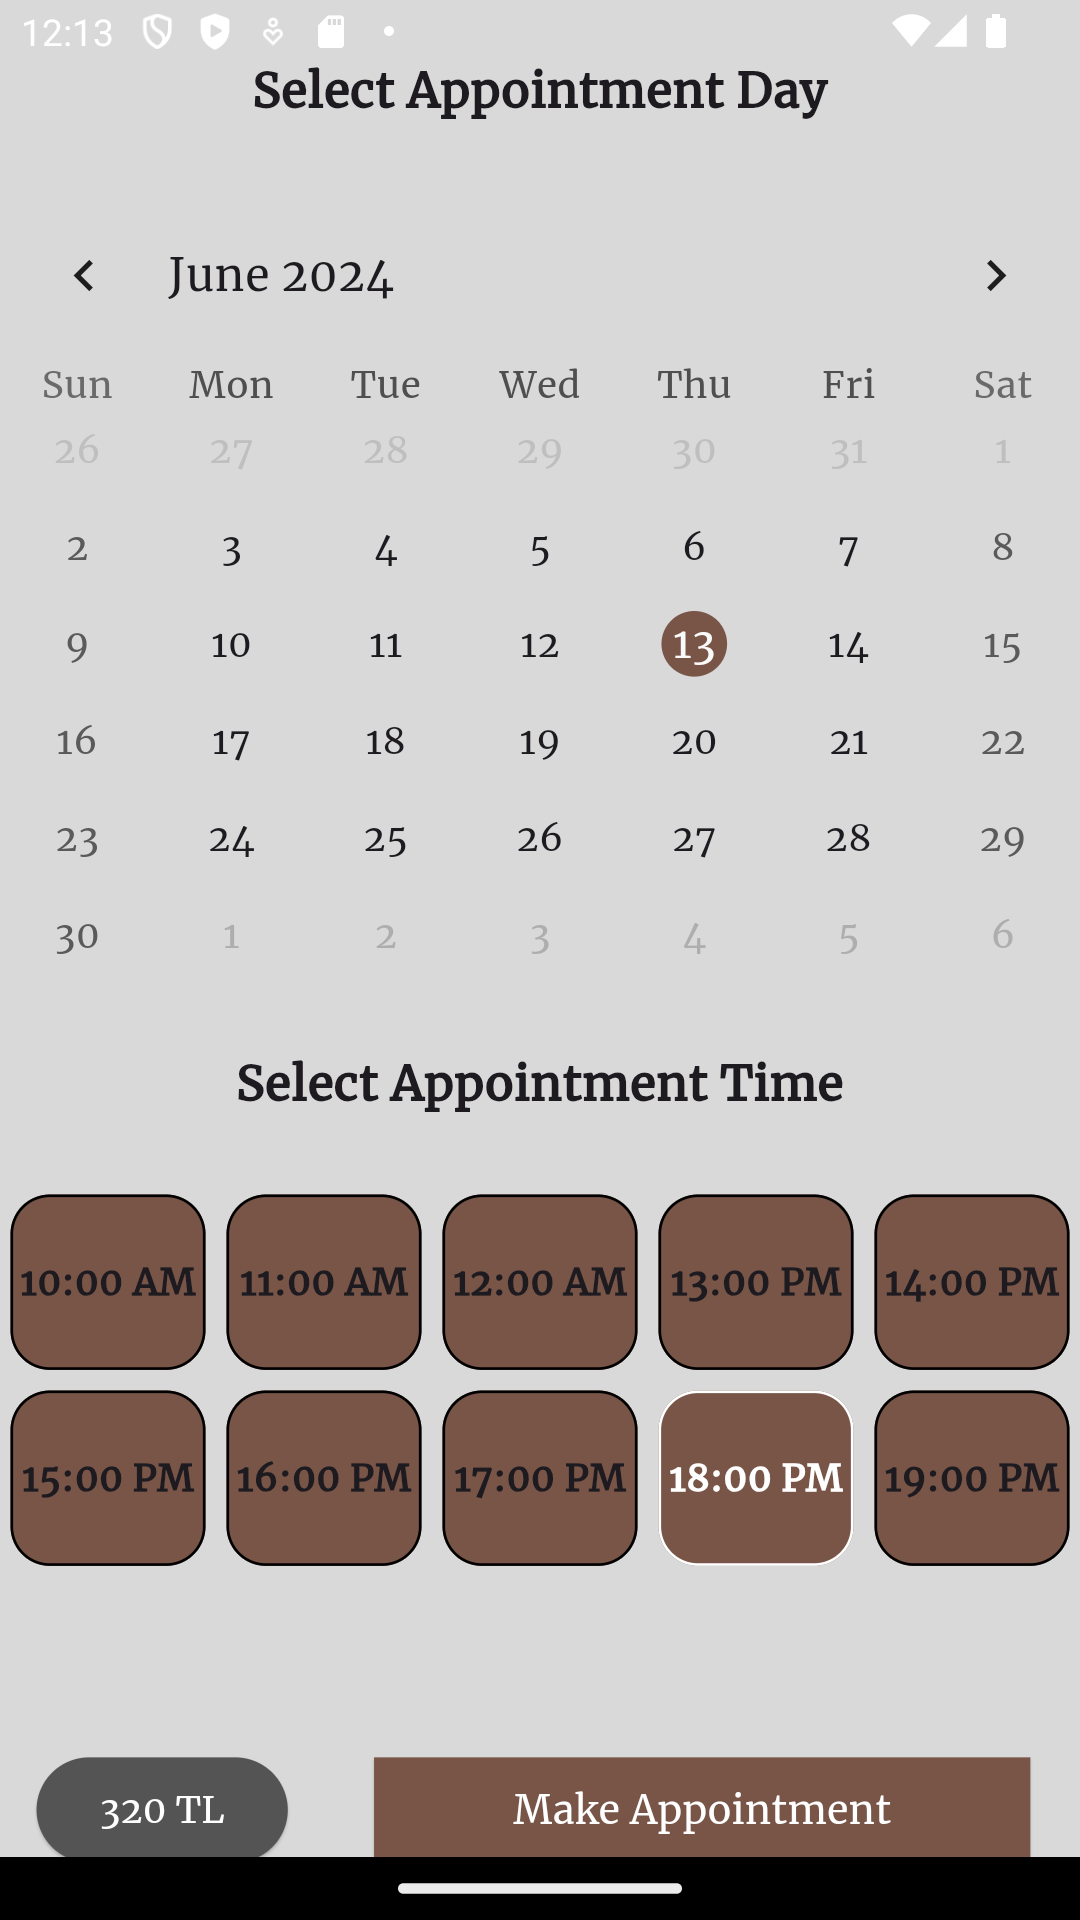 12:13
Select Appointment Day
June 2024
Sun Mon Tue Wed Thu Fri Sat
26 27 28 29 30 31 1
2 3 4 5 6 7 8
9 10 11 12 13 14 15
16 17 18 19 20 21 22
23 24 25 26 27 28 29
30 1 2 3 4 5 6
Select Appointment Time
10:00 AM 11:00 AM 12:00 AM 13:00 PM 14:00 PM
15:00 PM 16:00 PM 17:00 PM 18:00 PM 19:00 PM
320 TL Make Appointment